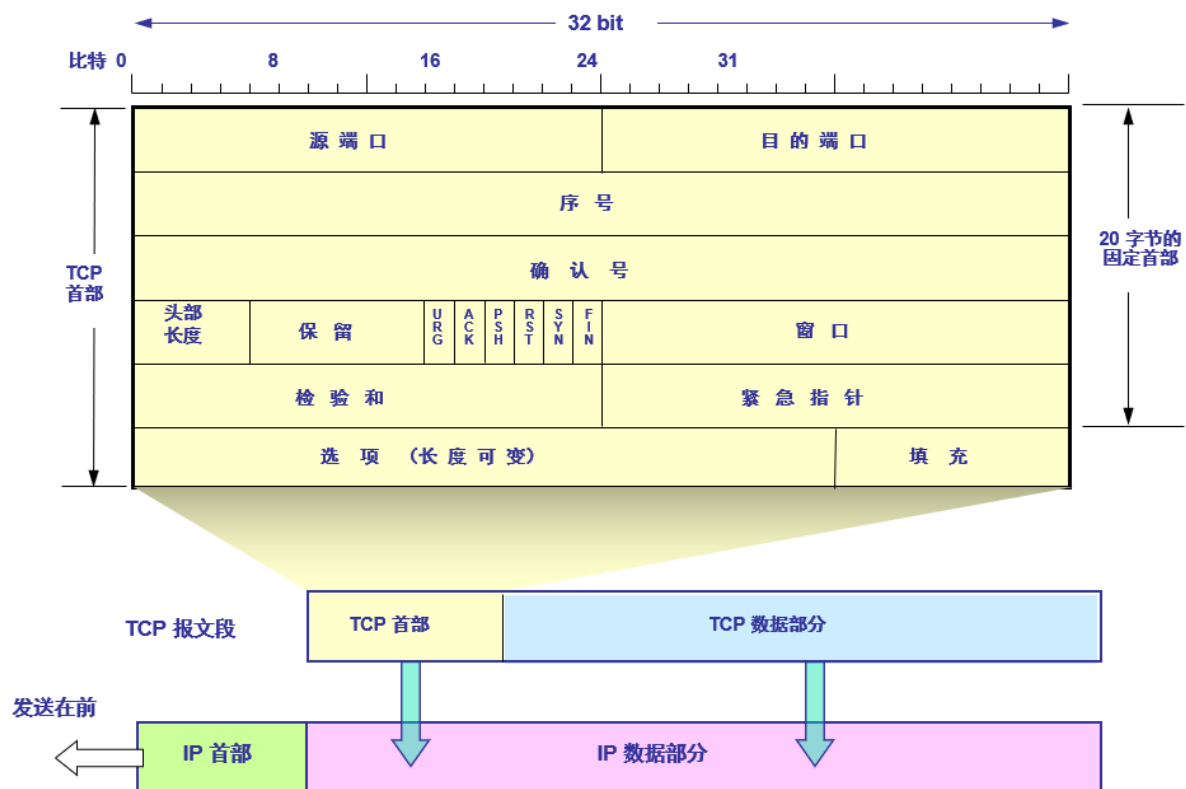 32 bit
比特 0 8 16 24 31
源 端 口 目 的 端 口
序 号
确 认 号
TCP
首部
20 字节的
固定首部
头部
长度
保 留
URG
ACK
PSH
RST
SYN
FIN
窗 口
检 验 和 紧 急 指 针
选 项 （长 度 可 变） 填 充
TCP 报文段
TCP 首部
TCP 数据部分
发送在前
IP 首部
IP 数据部分